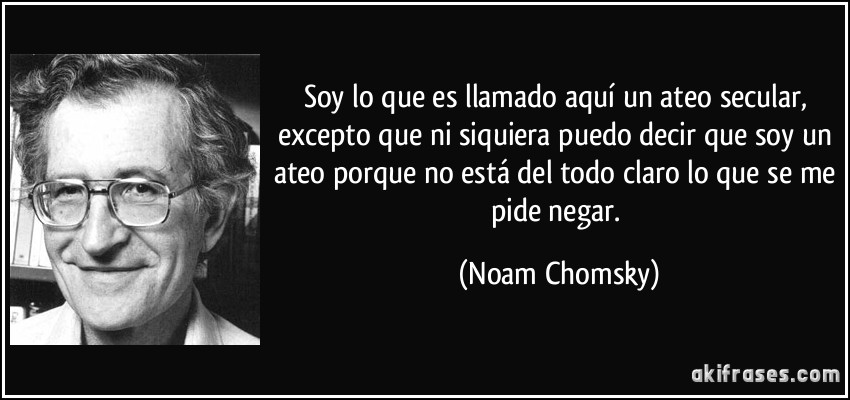 Soy lo que es llamado aquí un ateo secular,
excepto que ni siquiera puedo decir que soy un
ateo porque no está del todo claro lo que se me
pide negar.
(Noam Chomsky)
akifrases.com